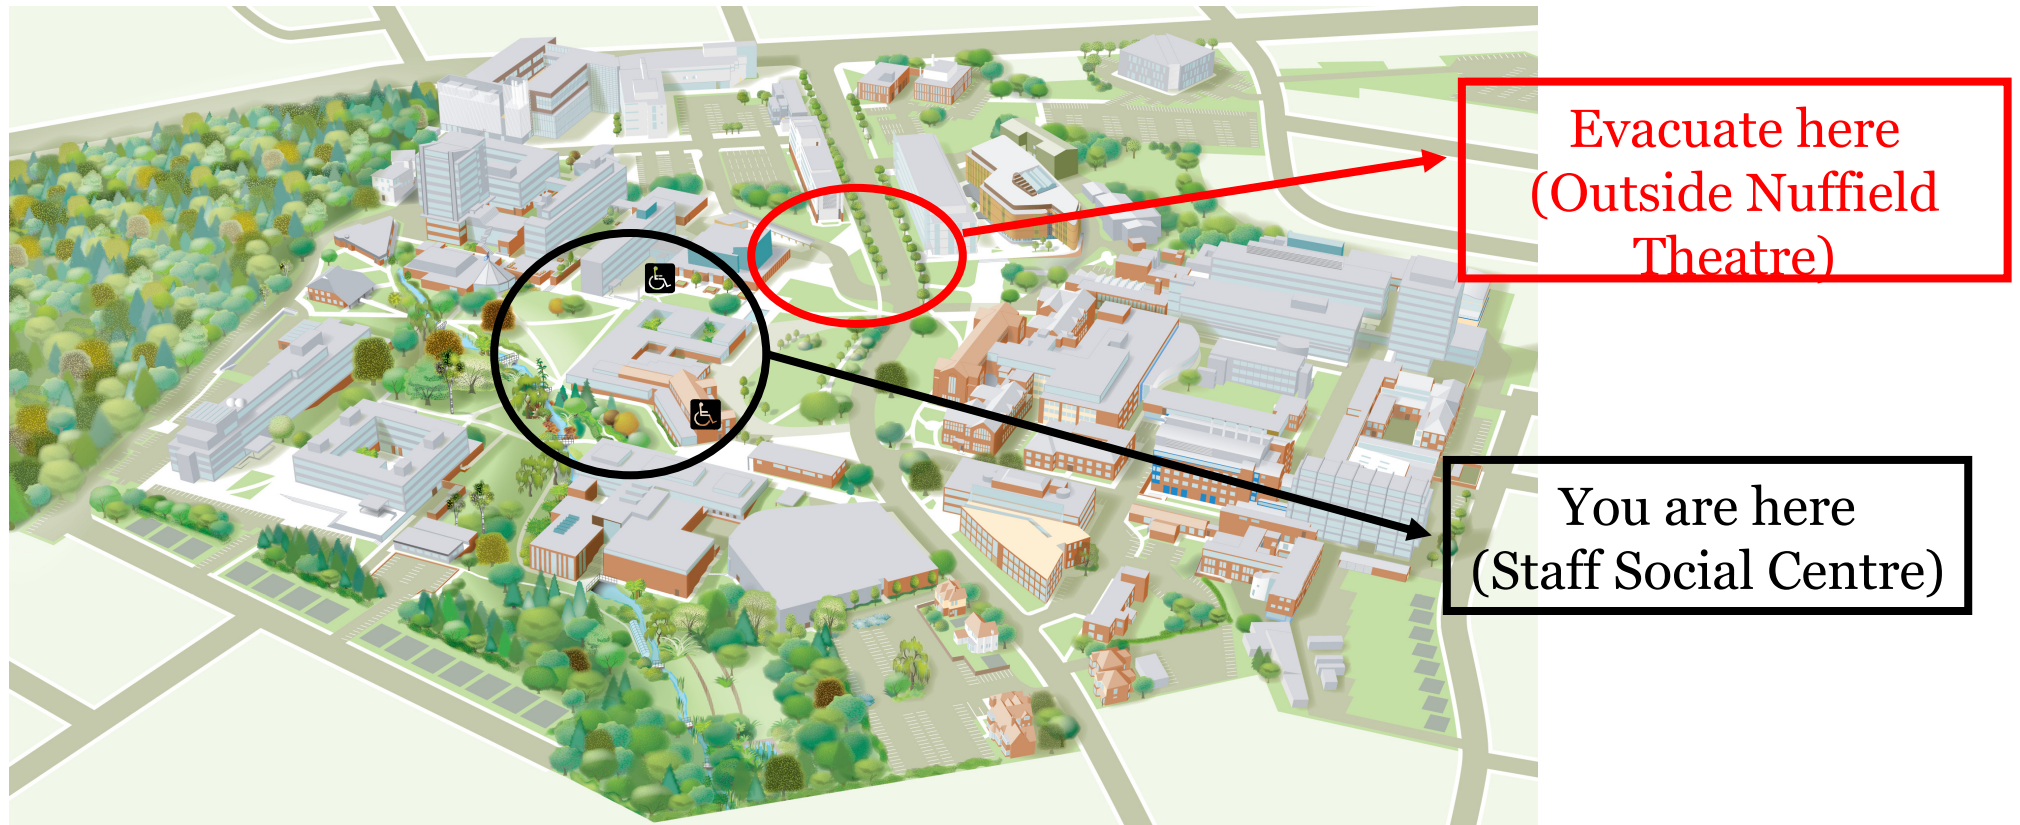 Evacuate here
(Outside Nuffield
Theatre)
You are here
(Staff Social Centre)